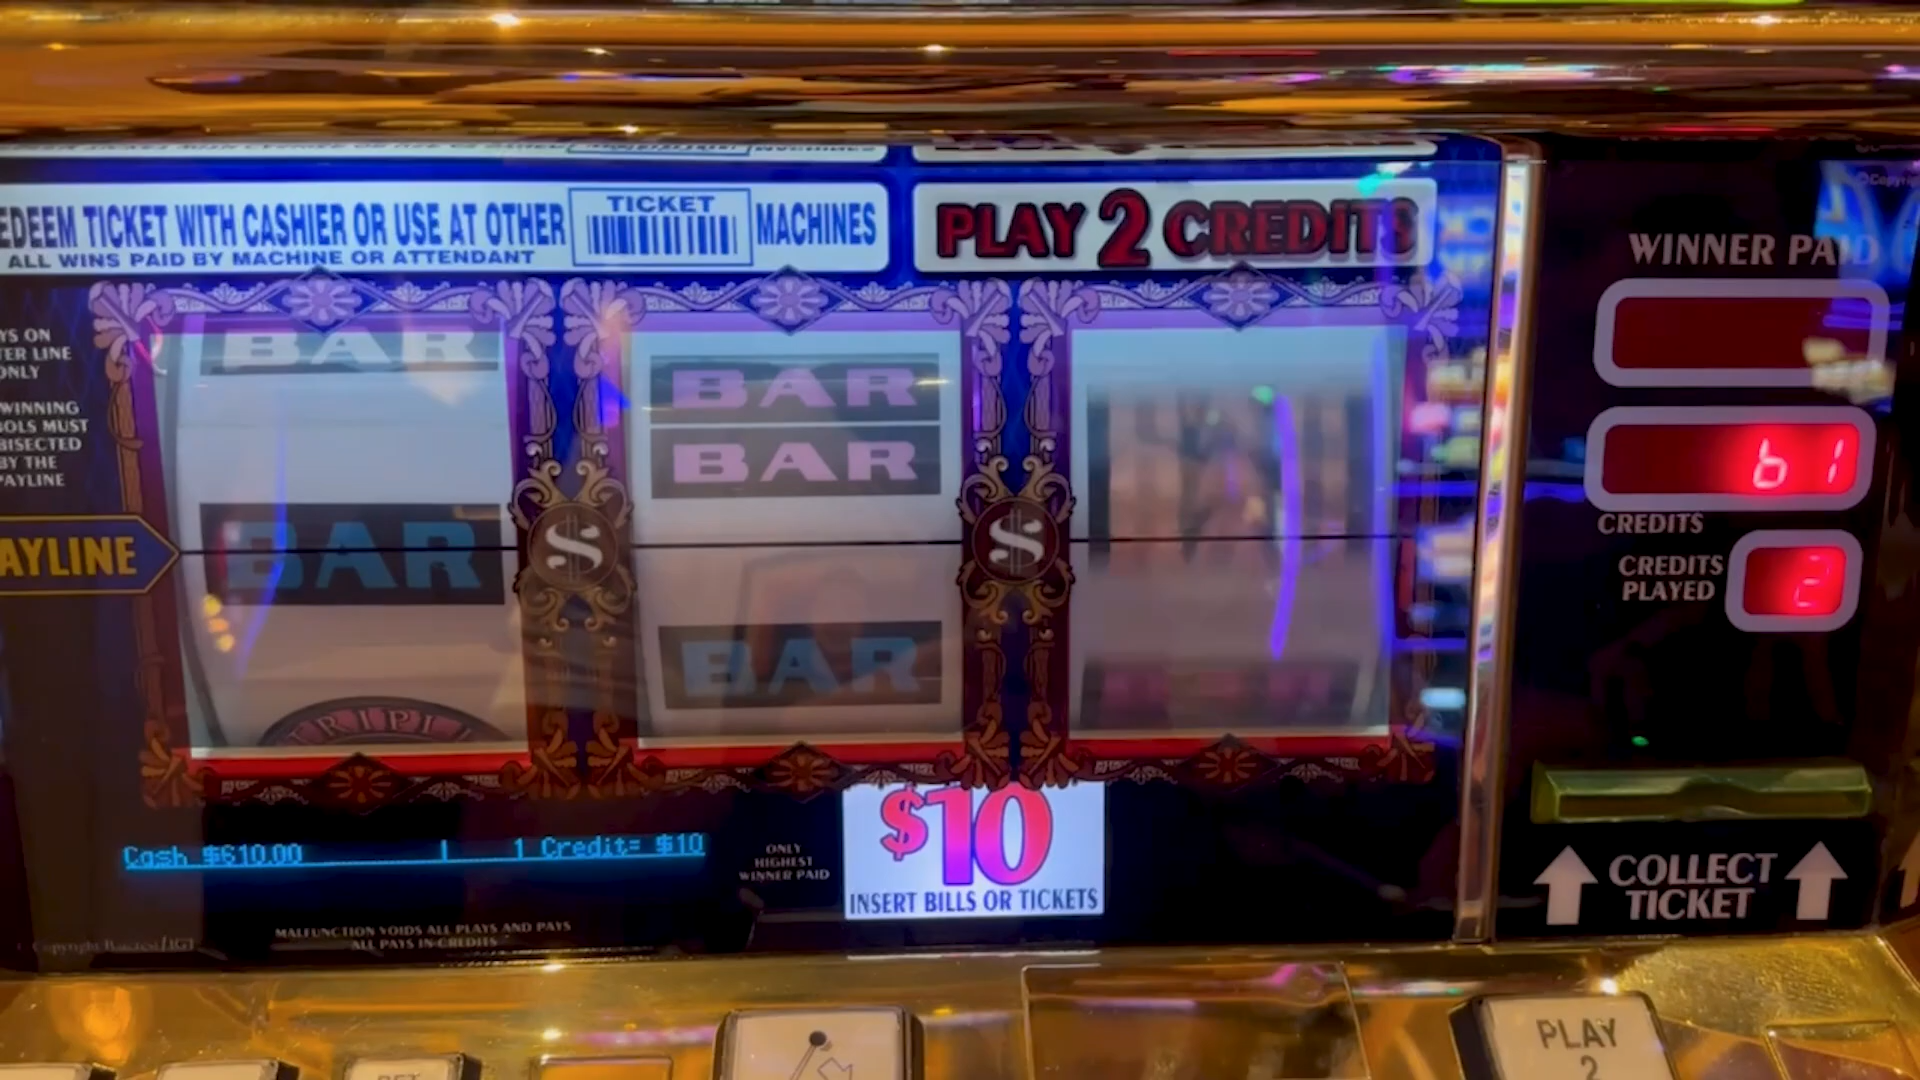 EDEEM TICKET WITH CASHIER OR USE AT OTHER TICKET MACHINES
ALL WINS PAID BY MACHINE OR ATTENDANT
PLAY 2 CREDITS
WINNER PAID
YS ON
TER LINE
ONLY
WINNING
BOLS MUST
BISECTED
BY THE
PAYLINE
AYLINE
BAR
BAR
TRIPL
BAR
BAR
BAR
$
$
61
CREDITS
CREDITS
PLAYED
2
Cash $610.00 1 Credit= $10
ONLY
HIGHEST
WINNER PAID
$10
INSERT BILLS OR TICKETS
MALFUNCTION VOIDS ALL PLAYS AND PAYS
ALL PAYS IN CREDITS
COLLECT
TICKET
BET
PLAY
2